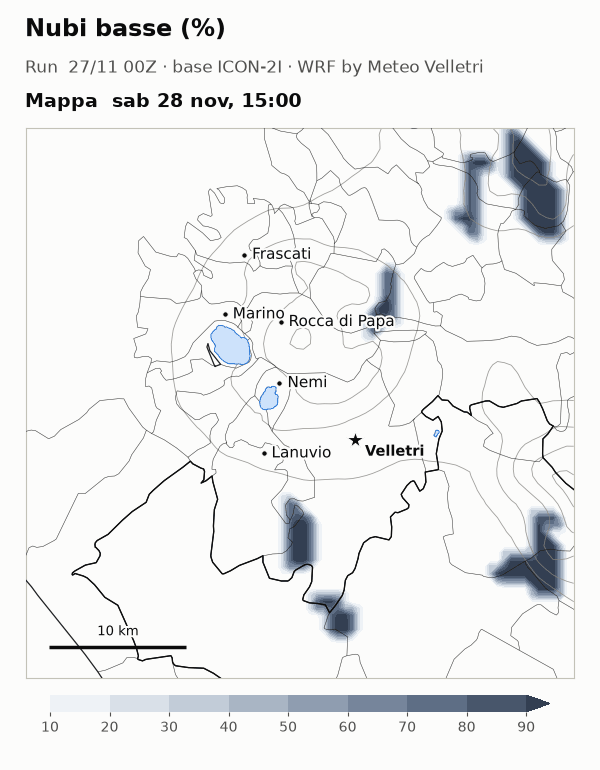 Nubi basse (%)
Run  27/11 00Z · base ICON-2I · WRF by Meteo Velletri
Mappa  sab 28 nov, 15:00
Frascati
Marino
Rocca di Papa
Nemi
Velletri
Lanuvio
10 km
10 20 30 40 50 60 70 80 90